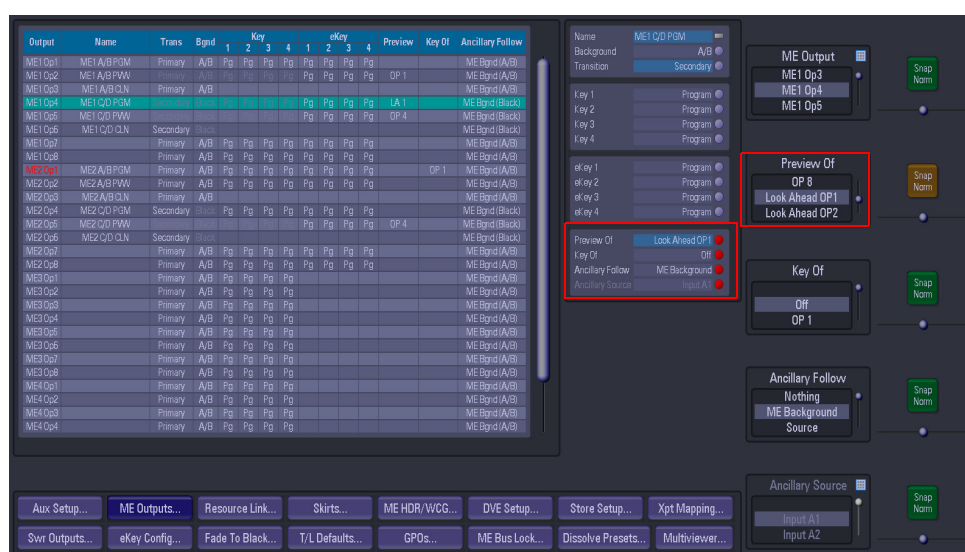 Output Name Trans Bgnd Key 1 2 3 4 eKey 1 2 3 4 Preview Key Of Ancillary Follow
ME1 Op1 ME1 A/B PGM Primary A/B Pg Pg Pg Pg Pg Pg Pg Pg ME Bgnd (A/B)
ME1 Op2 ME1 A/B PVW Primary A/B Pg Pg Pg Pg Pg Pg Pg Pg OP 1 ME Bgnd (A/B)
ME1 Op3 ME1 A/B CLN Primary A/B ME Bgnd (A/B)
ME1 Op4 ME1 C/D PGM Secondary Black Pg Pg Pg Pg Pg Pg Pg Pg LA 1 ME Bgnd (Black)
ME1 Op5 ME1 C/D PVW Pg Pg Pg Pg OP 4 ME Bgnd (Black)
ME1 Op6 ME1 C/D CLN Secondary Black ME Bgnd (Black)
ME1 Op7 Primary A/B Pg Pg Pg Pg Pg Pg Pg Pg ME Bgnd (A/B)
ME1 Op8 Primary A/B Pg Pg Pg Pg Pg Pg Pg Pg ME Bgnd (A/B)
ME2 Op1 ME2 A/B PGM Primary A/B Pg Pg Pg Pg Pg Pg Pg Pg OP 1 ME Bgnd (A/B)
ME2 Op2 ME2 A/B PVW Primary A/B Pg Pg Pg Pg Pg Pg Pg Pg ME Bgnd (A/B)
ME2 Op3 ME2 A/B CLN Primary A/B ME Bgnd (A/B)
ME2 Op4 ME2 C/D PGM Secondary Black Pg Pg Pg Pg Pg Pg Pg Pg ME Bgnd (Black)
ME2 Op5 ME2 C/D PVW Pg Pg Pg Pg OP 4 ME Bgnd (Black)
ME2 Op6 ME2 C/D CLN Secondary Black ME Bgnd (Black)
ME2 Op7 Primary A/B Pg Pg Pg Pg Pg Pg Pg Pg ME Bgnd (A/B)
ME2 Op8 Primary A/B Pg Pg Pg Pg Pg Pg Pg Pg ME Bgnd (A/B)
ME3 Op1 Primary A/B Pg Pg Pg Pg ME Bgnd (A/B)
ME3 Op2 Primary A/B Pg Pg Pg Pg ME Bgnd (A/B)
ME3 Op3 Primary A/B Pg Pg Pg Pg ME Bgnd (A/B)
ME3 Op4 Primary A/B Pg Pg Pg Pg ME Bgnd (A/B)
ME3 Op5 Primary A/B Pg Pg Pg Pg ME Bgnd (A/B)
ME3 Op6 Primary A/B Pg Pg Pg Pg ME Bgnd (A/B)
ME3 Op7 Primary A/B Pg Pg Pg Pg ME Bgnd (A/B)
ME3 Op8 Primary A/B Pg Pg Pg Pg ME Bgnd (A/B)
ME4 Op1 Primary A/B Pg Pg Pg Pg ME Bgnd (A/B)
ME4 Op2 Primary A/B Pg Pg Pg Pg ME Bgnd (A/B)
ME4 Op3 Primary A/B Pg Pg Pg Pg ME Bgnd (A/B)
ME4 Op4 Primary A/B Pg Pg Pg Pg ME Bgnd (A/B)
Name ME1 C/D PGM
Background A/B
Transition Secondary
Key 1 Program
Key 2 Program
Key 3 Program
Key 4 Program
eKey 1 Program
eKey 2 Program
eKey 3 Program
eKey 4 Program
Preview Of Look Ahead OP1
Key Of Off
Ancillary Follow ME Background
Ancillary Source Input A1
ME Output
ME1 Op3
ME1 Op4
ME1 Op5
Snap
Norm
Preview Of
OP 8
Look Ahead OP1
Look Ahead OP2
Snap
Norm
Key Of
Off
OP 1
Snap
Norm
Ancillary Follow
Nothing
ME Background
Source
Snap
Norm
Ancillary Source
Input A1
Input A2
Snap
Norm
Aux Setup... ME Outputs... Resource Link... Skirts... ME HDR/WCG... DVE Setup... Store Setup... Xpt Mapping...
Swr Outputs... eKey Config... Fade To Black... T/L Defaults... GPOs... ME Bus Lock... Dissolve Presets... Multiviewer...